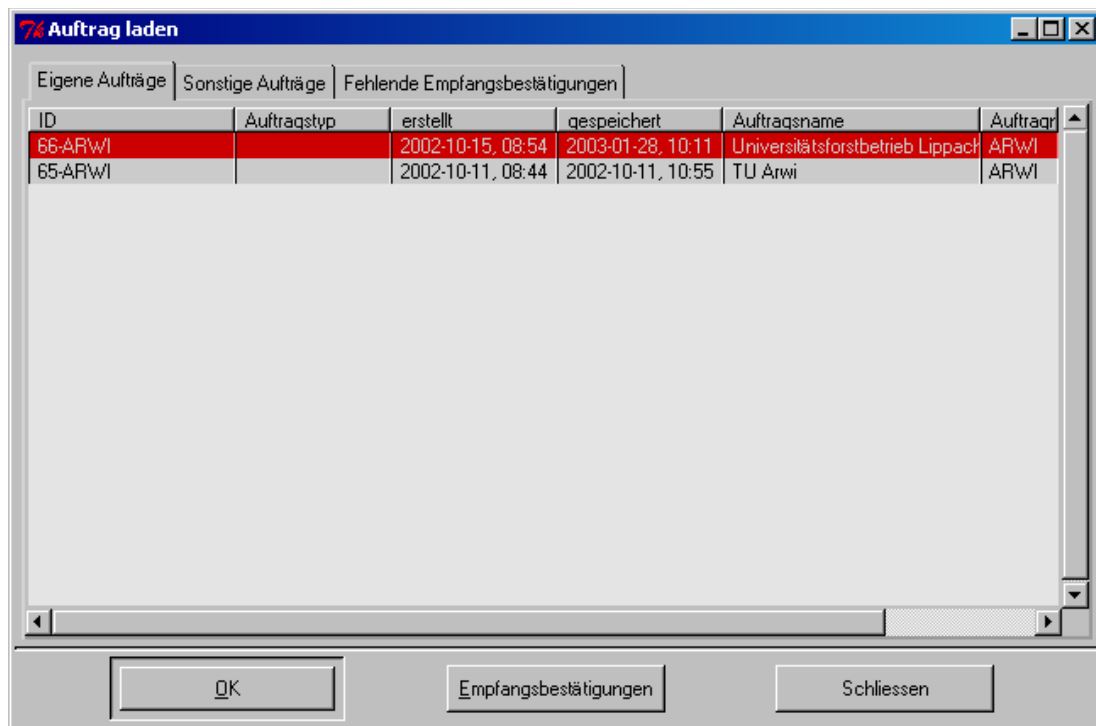 Auftrag laden
Eigene Aufträge Sonstige Aufträge Fehlende Empfangsbestätigungen
ID Auftragstyp erstellt gespeichert Auftragsname Auftragr
66-ARWI 2002-10-15, 08:54 2003-01-28, 10:11 Universitätsforstbetrieb Lippach ARWI
65-ARWI 2002-10-11, 08:44 2002-10-11, 10:55 TU Arwi ARWI
OK Empfangsbestätigungen Schliessen